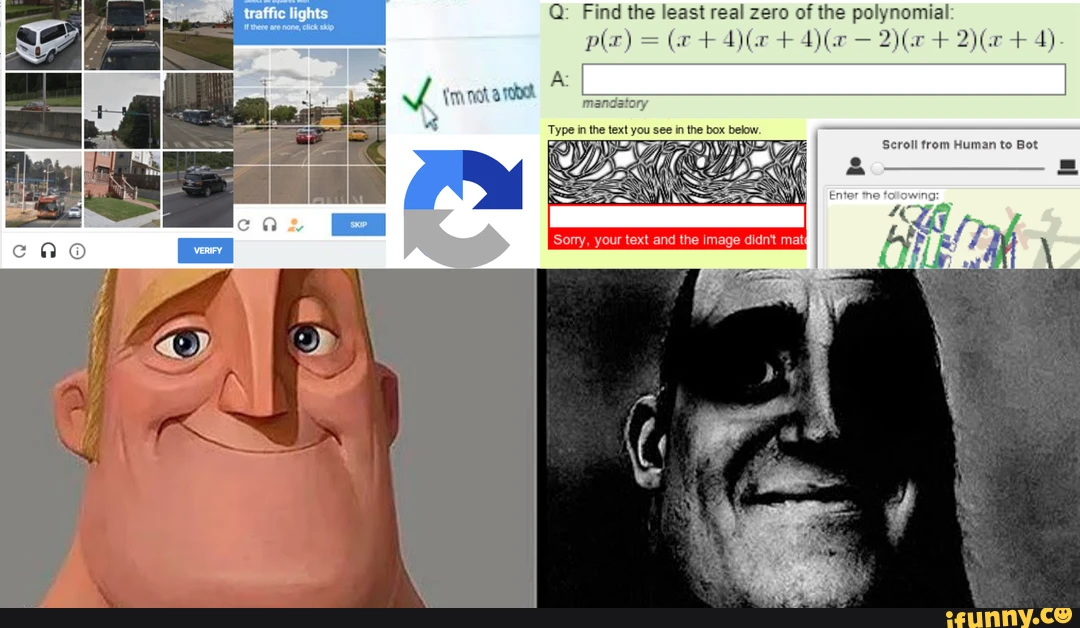 traffic lights
If there are none, click skip
VERIFY
SKIP
I'm not a robot
Q: Find the least real zero of the polynomial:
p(x) = (x + 4)(x + 4)(x − 2)(x + 2)(x + 4) .
A:
mandatory
Type in the text you see in the box below.
Sorry, your text and the image didn't mat
Scroll from Human to Bot
Enter the following:
ifunny.co